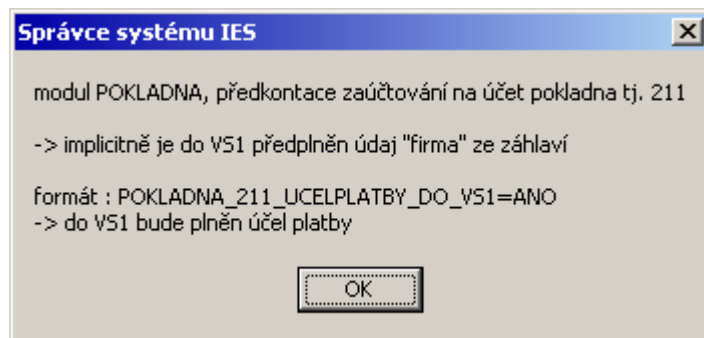 Správce systému IES
modul POKLADNA, předkontace zaúčtování na účet pokladna tj. 211
-> implicitně je do VS1 předplněn údaj "firma" ze záhlaví
formát : POKLADNA_211_UCELPLATBY_DO_VS1=ANO
-> do VS1 bude plněn účel platby
OK